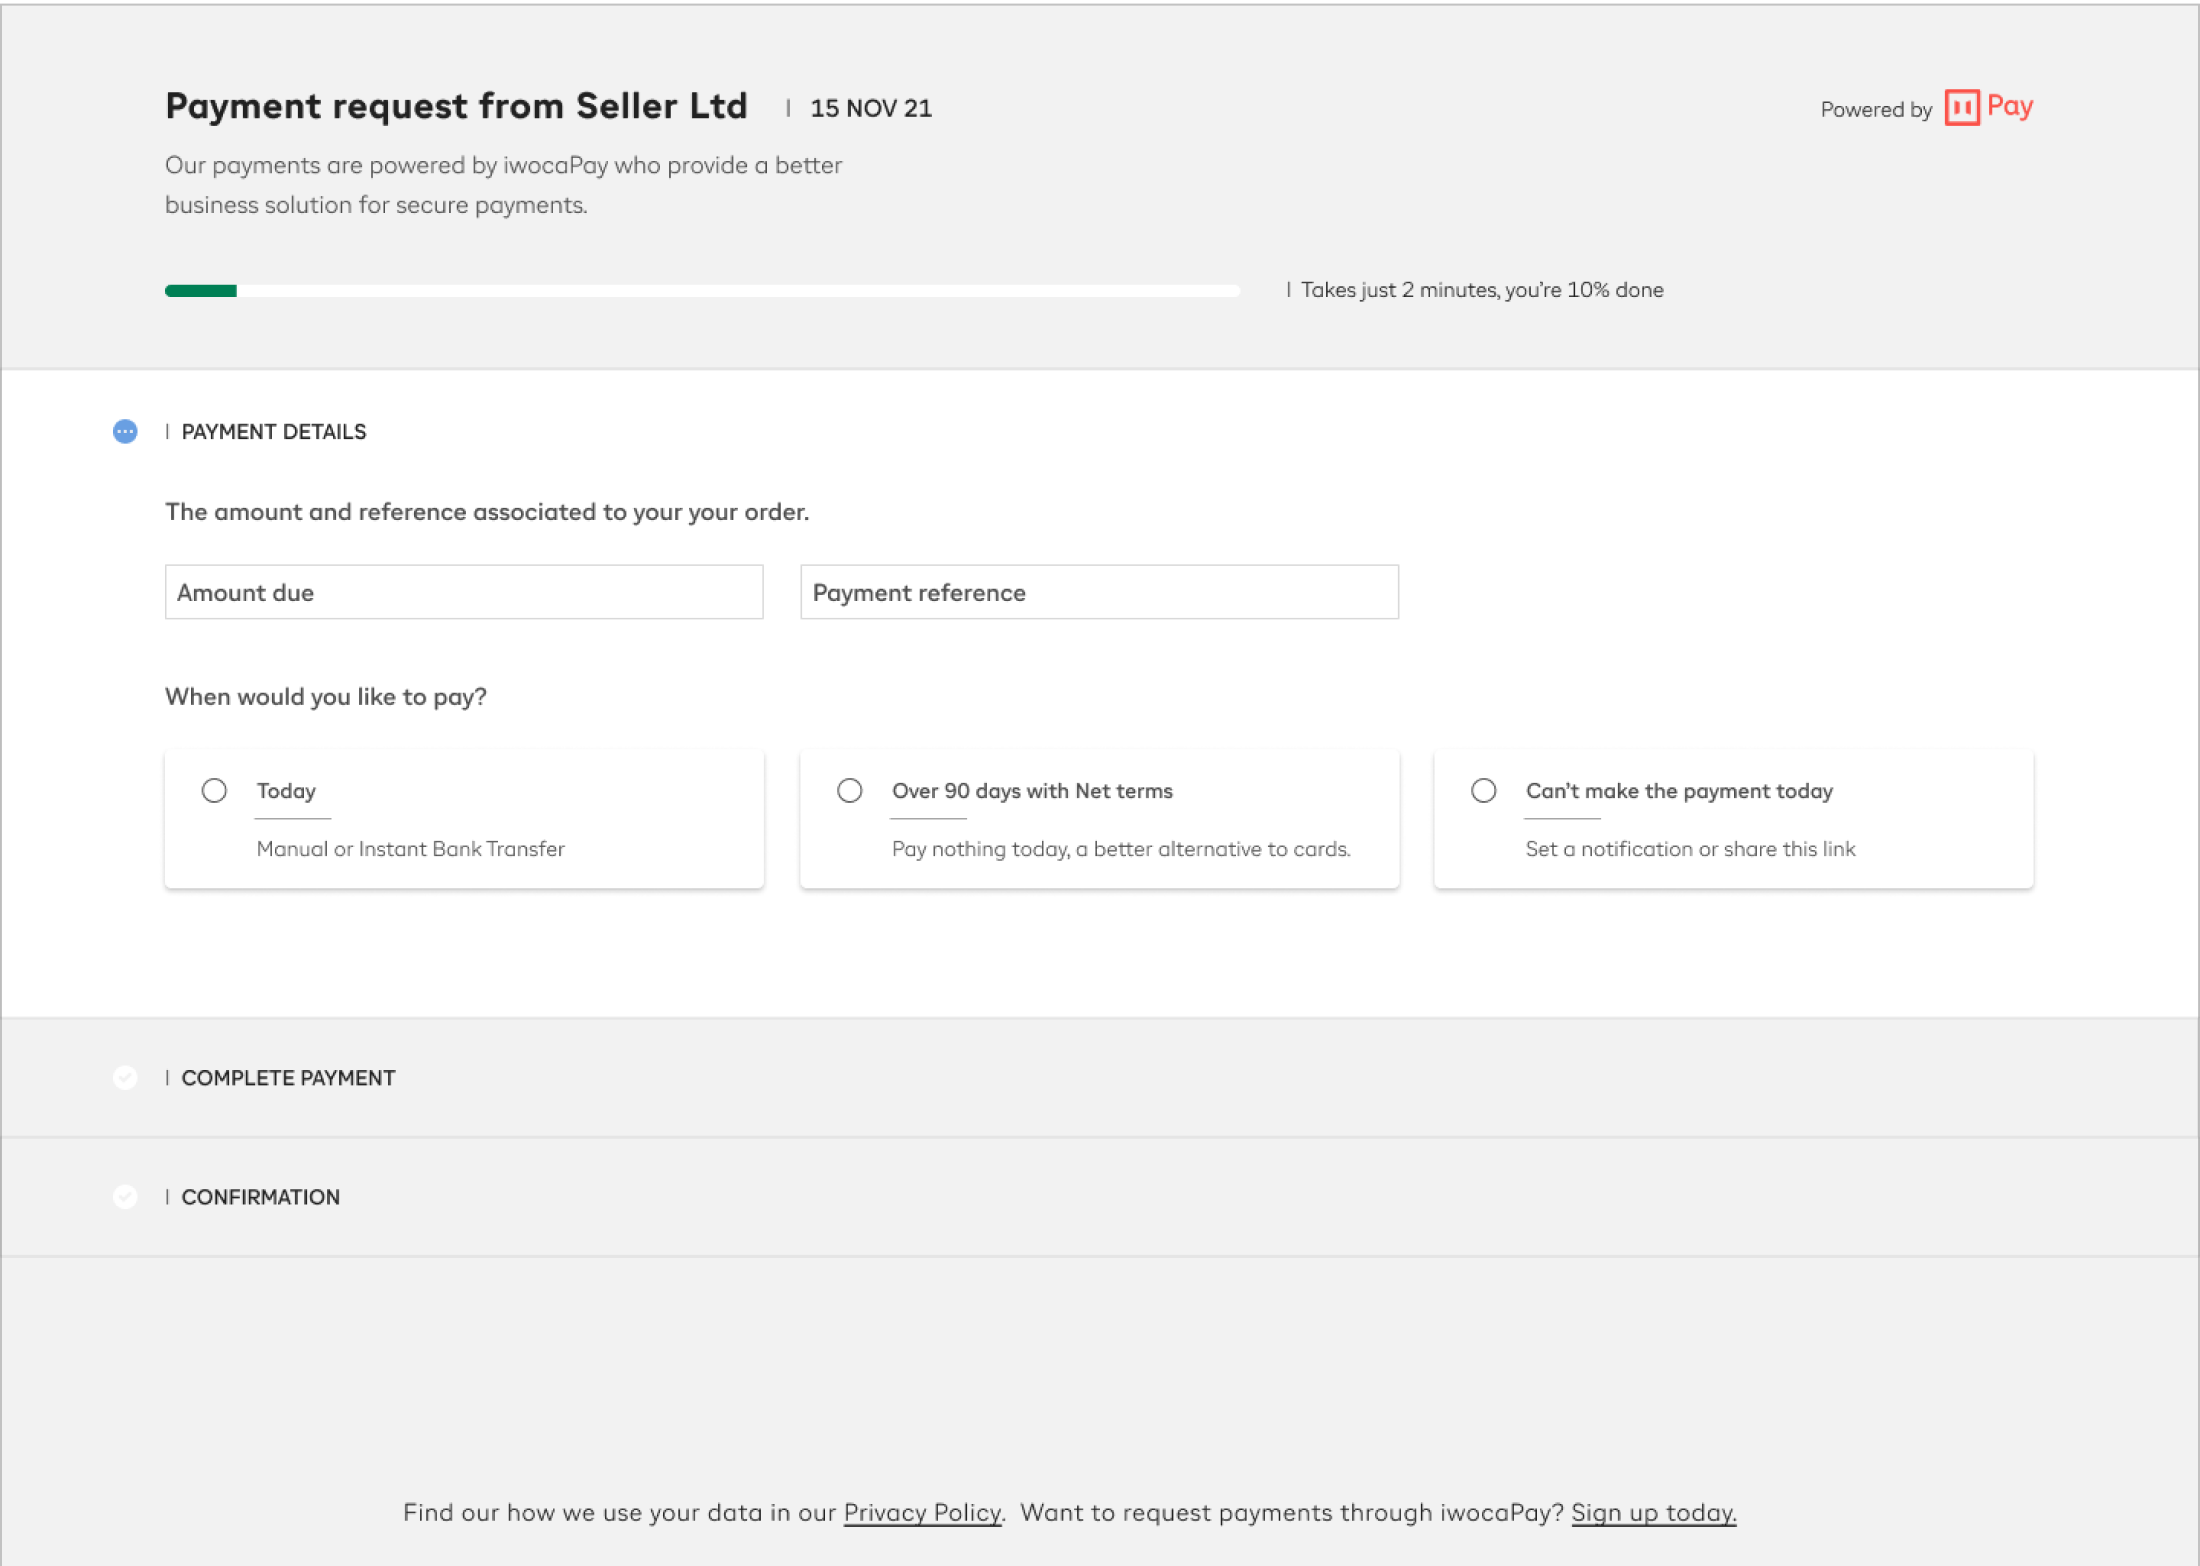 Payment request from Seller Ltd | 15 NOV 21
Powered by Pay
Our payments are powered by iwocaPay who provide a better
business solution for secure payments.
| Takes just 2 minutes, you're 10% done
| PAYMENT DETAILS
The amount and reference associated to your your order.
Amount due
Payment reference
When would you like to pay?
Today
Manual or Instant Bank Transfer
Over 90 days with Net terms
Pay nothing today, a better alternative to cards.
Can't make the payment today
Set a notification or share this link
| COMPLETE PAYMENT
| CONFIRMATION
Find our how we use your data in our Privacy Policy. Want to request payments through iwocaPay? Sign up today.